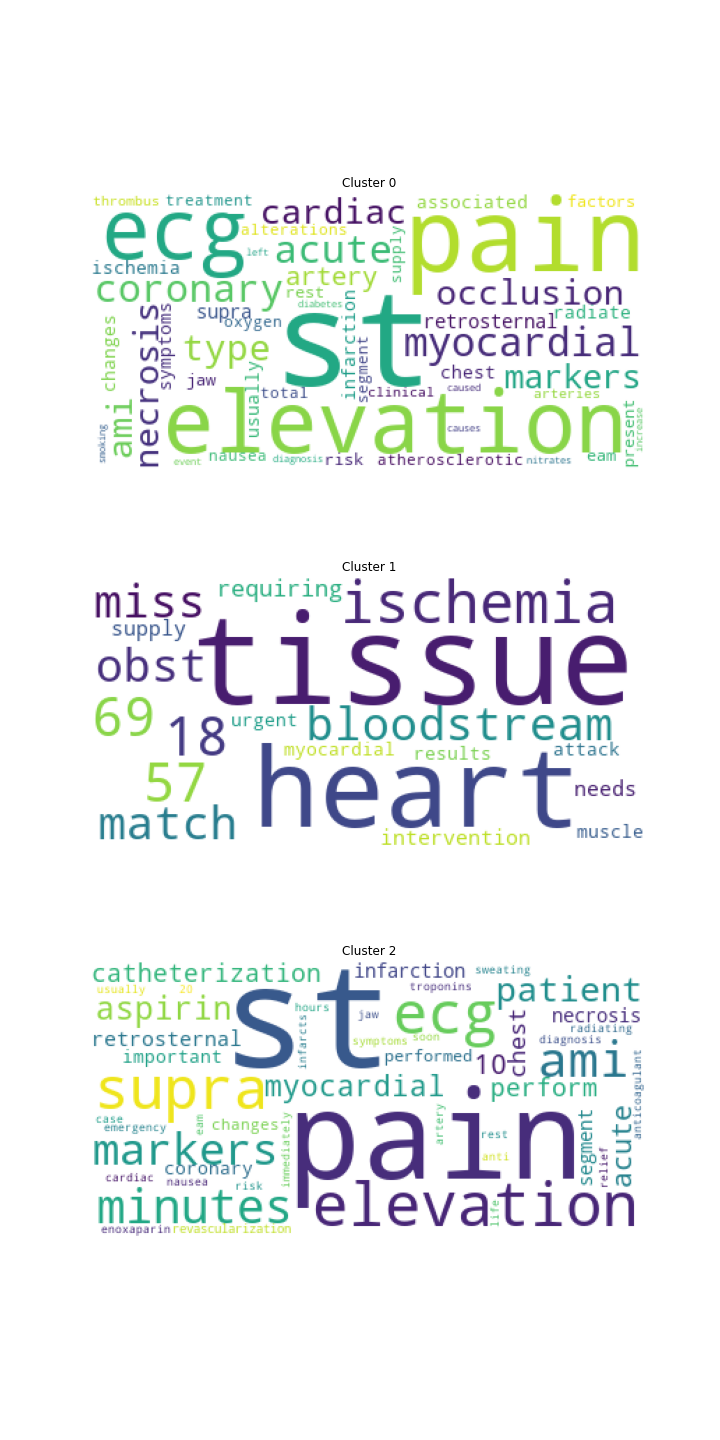 Cluster 0
thrombus treatment cardiac associated factors
ecg alterations pain
left acute supply
ischemia artery
coronary rest occlusion
diabetes radiate
supra oxygen st retrosternal
changes necrosis symptoms type infarction segment myocardial
jaw usually total clinical chest markers
caused arteries
ami elevation present increase
smoking causes
nausea eam
event diagnosis risk atherosclerotic nitrates
Cluster 1
miss requiring ischemia
supply tissue
obst
69 18 urgent bloodstream
myocardial results attack
57 heart needs
match intervention muscle
Cluster 2
catheterization infarction sweating
usually 20 st troponins patient
aspirin hours jaw ecg necrosis
radiating
retrosternal infarcts symptoms soon chest diagnosis
important performed 10 ami anticoagulant
supra myocardial perform
case emergency eam changes pain artery segment acute
markers immediately rest
coronary anti relief
cardiac nausea risk
minutes elevation life
enoxaparin revascularization